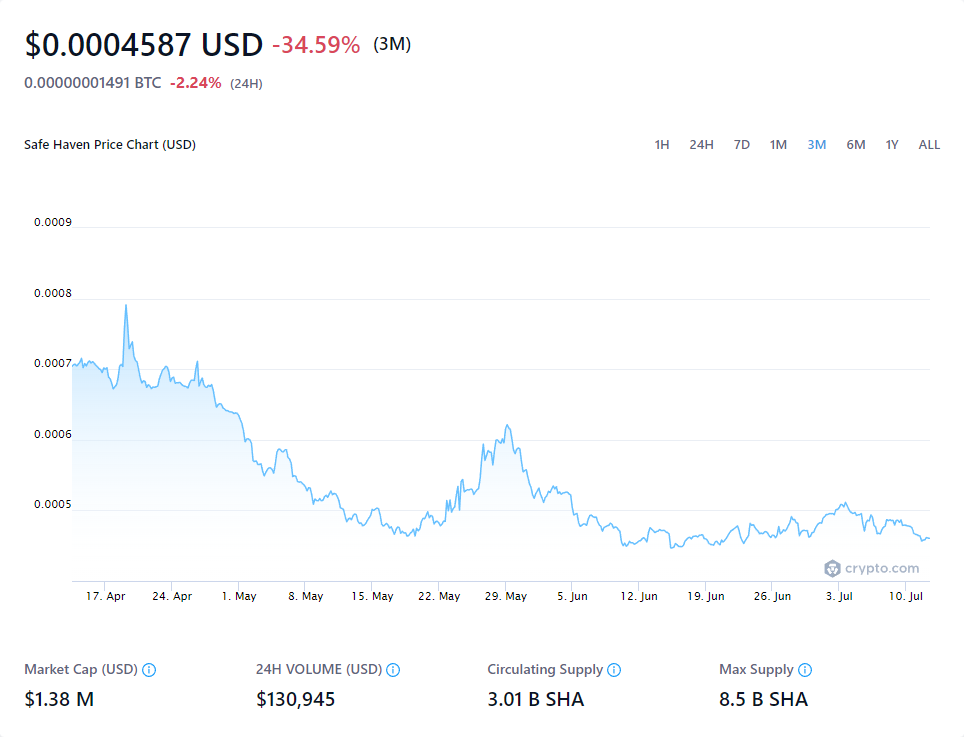 $0.0004587 USD -34.59% (3M)
0.00000001491 BTC -2.24% (24H)
Safe Haven Price Chart (USD)
1H 24H 7D 1M 3M 6M 1Y ALL
0.0009
0.0008
0.0007
0.0006
0.0005
crypto.com
17. Apr 24. Apr 1. May 8. May 15. May 22. May 29. May 5. Jun 12. Jun 19. Jun 26. Jun 3. Jul 10. Jul
Market Cap (USD) 24H VOLUME (USD) Circulating Supply Max Supply
$1.38 M $130,945 3.01 B SHA 8.5 B SHA